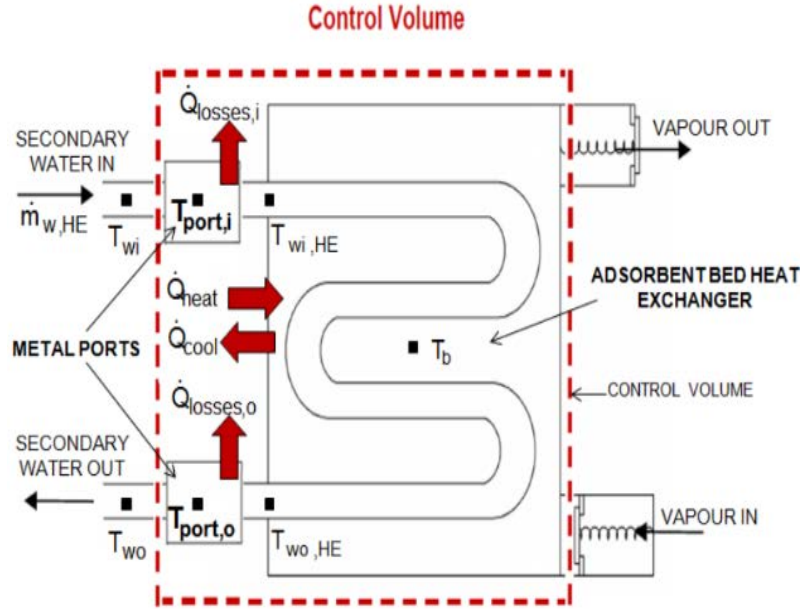 Control Volume
Q̇losses,i
SECONDARY
WATER IN
VAPOUR OUT
ṁw,HE
Twi
Tport,i
Twi,HE
Q̇heat
ADSORBENT BED HEAT
EXCHANGER
METAL PORTS
Q̇cool
Tb
Q̇losses,o
CONTROL VOLUME
SECONDARY
WATER OUT
Tport,o
VAPOUR IN
Two
Two,HE